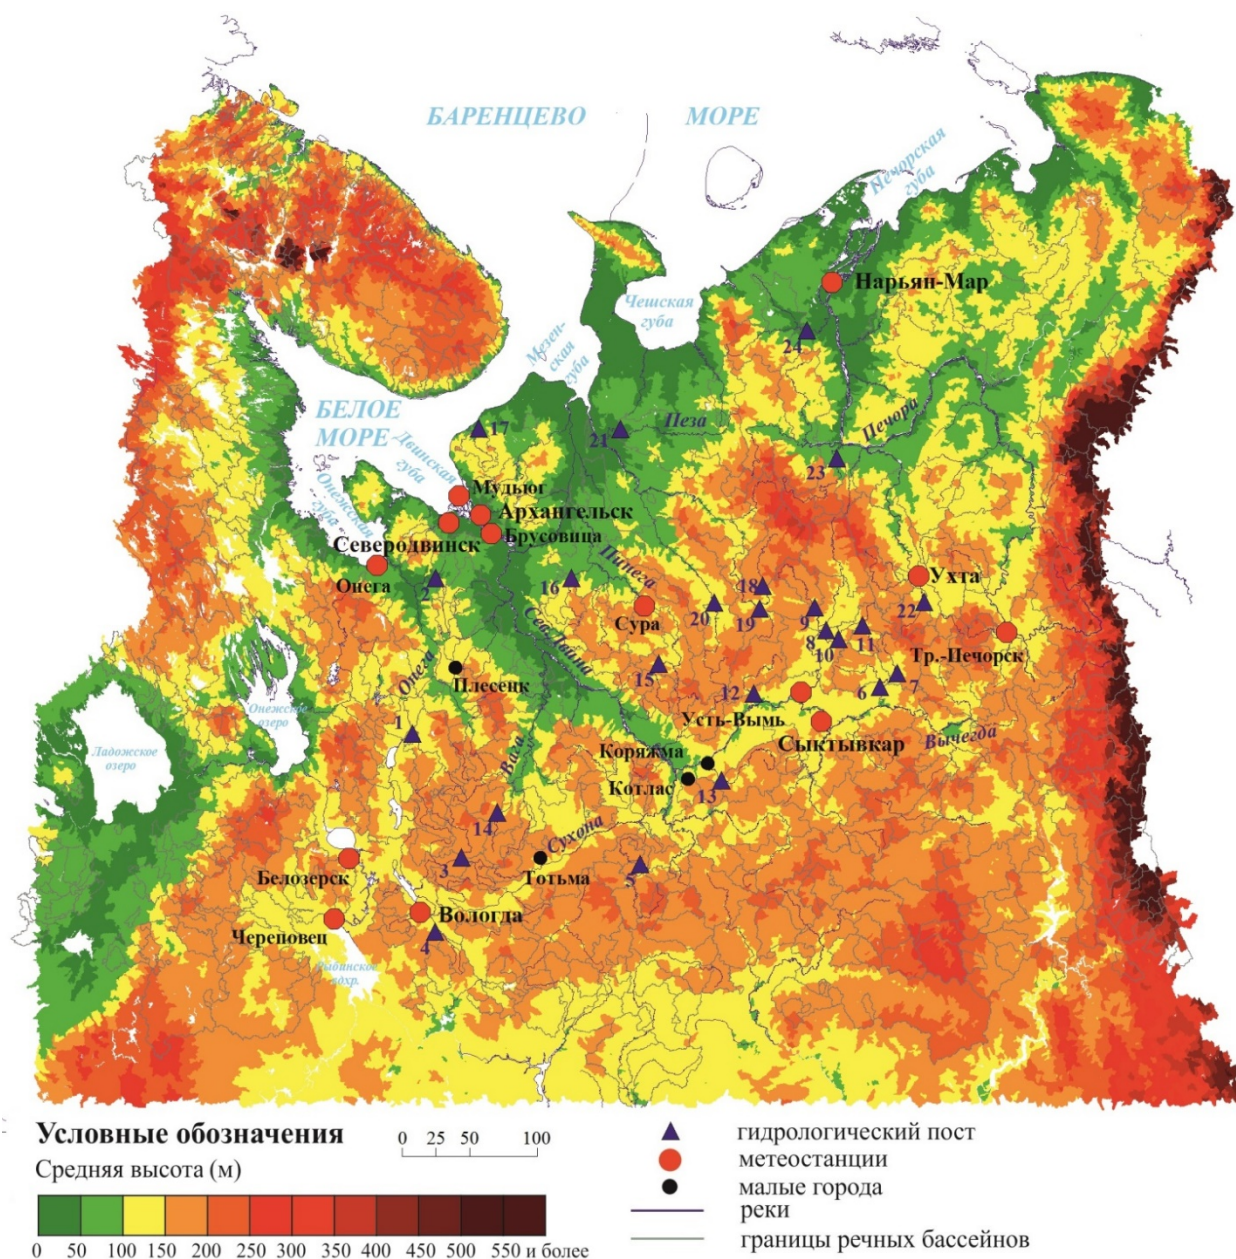 БАРЕНЦЕВО МОРЕ
Печорская
губа
Нарьян-Мар
Чешская
губа
24
Мезен-
ская
губа
БЕЛОЕ
МОРЕ
17
21
Пеза
Печора
23
Двинская
губа
Мудьюг
Архангельск
Онежская
губа
Северодвинск
Брусовица
Онега
2
16
Пинега
18
Ухта
Сура
20
19
9
22
8
11
10
Тр.-Печорск
Сев. Двина
Онега
Плесецк
15
12
6
7
Онежское
озеро
1
Усть-Вымь
Ладожское
озеро
Вага
Коряжма
Сыктывкар
Вычегда
Котлас
13
14
Сухона
Белозерск
3
Тотьма
5
Вологда
Череповец
4
Рыбинское
вдхр.
Условные обозначения
0 25 50 100
Средняя высота (м)
0 50 100 150 200 250 300 350 400 450 500 550 и более
гидрологический пост
метеостанции
малые города
реки
границы речных бассейнов